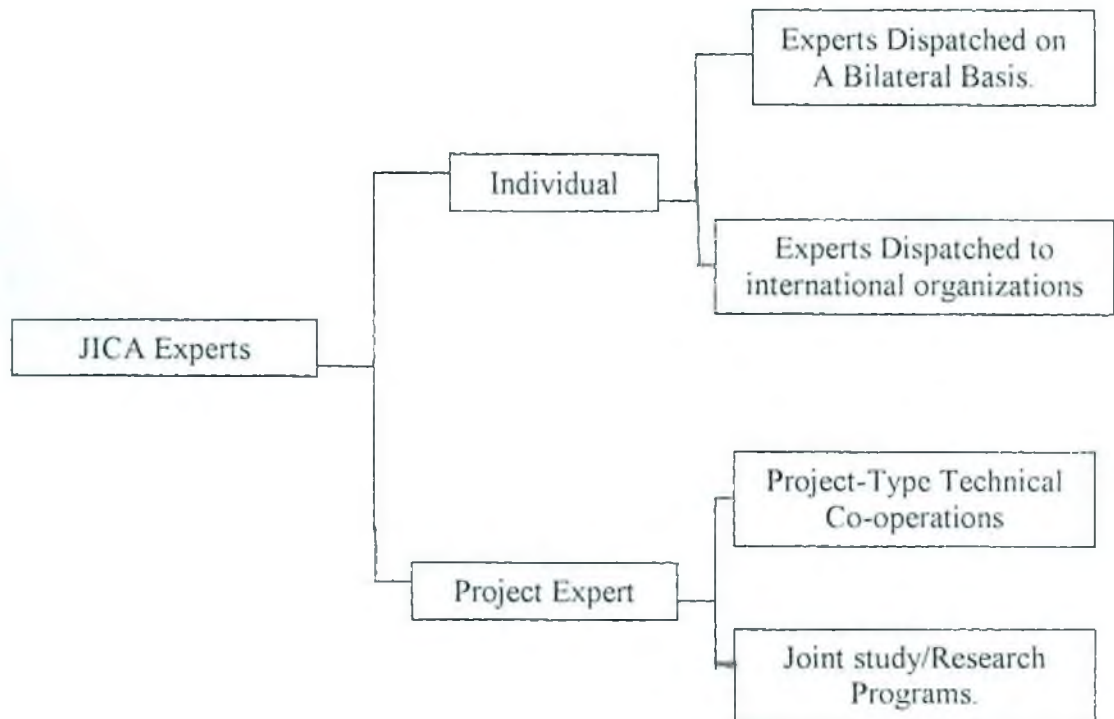 Experts Dispatched on
A Bilateral Basis.
Individual
Experts Dispatched to
international organizations
JICA Experts
Project-Type Technical
Co-operations
Project Expert
Joint study/Research
Programs.